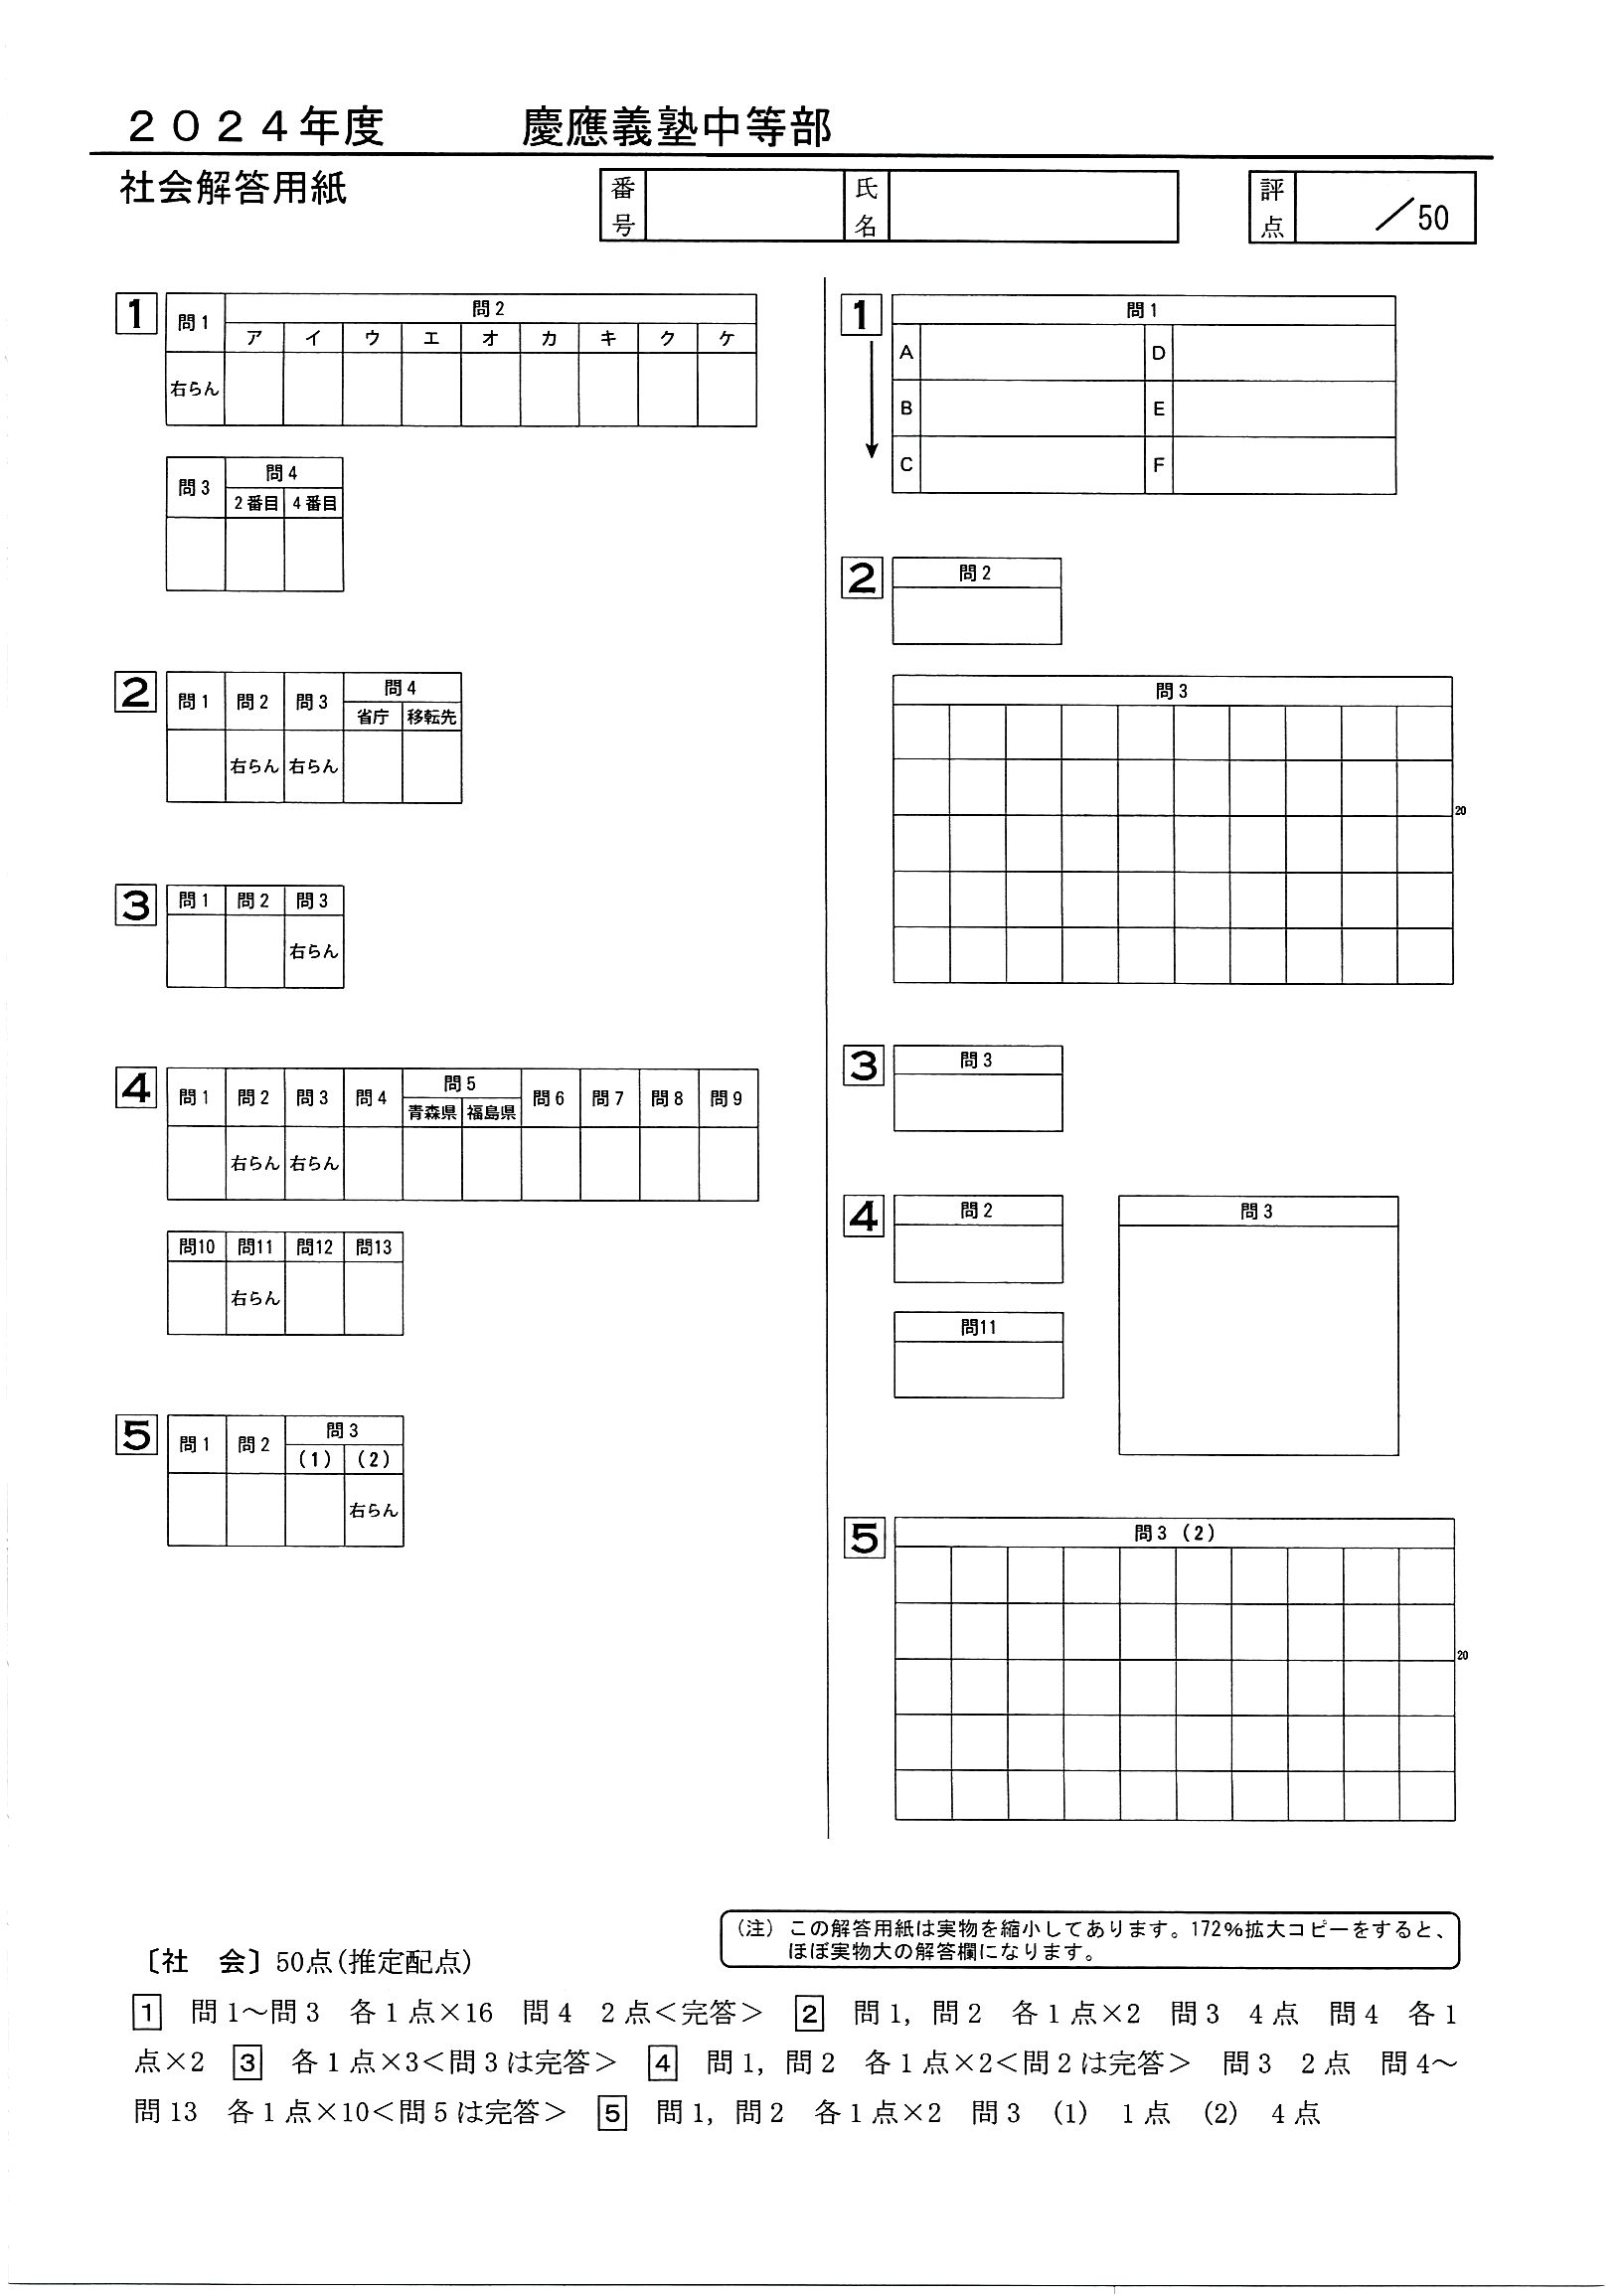 ２０２４年度　慶應義塾中等部
社会解答用紙
番号
氏名
評点
／50
1
問1
問2
ア イ ウ エ オ カ キ ク ケ
右らん
問3
問4
2番目 4番目
2
問1 問2 問3
問4
省庁 移転先
右らん 右らん
3
問1 問2 問3
右らん
4
問1 問2 問3 問4
問5
青森県 福島県
問6 問7 問8 問9
右らん 右らん
問10 問11 問12 問13
右らん
5
問1 問2
問3
(1) (2)
右らん
1
問1
A D
B E
C F
2
問2
問3
20
3
問3
4
問2
問3
問11
5
問3 (2)
20
(注) この解答用紙は実物を縮小してあります。172％拡大コピーをすると、
ほぼ実物大の解答欄になります。
〔社　会〕50点(推定配点)
1　問1～問3　各1点×16　問4　2点＜完答＞　2　問1，問2　各1点×2　問3　4点　問4　各1
点×2　3　各1点×3＜問3は完答＞　4　問1，問2　各1点×2＜問2は完答＞　問3　2点　問4～
問13　各1点×10＜問5は完答＞　5　問1，問2　各1点×2　問3　(1)　1点　(2)　4点